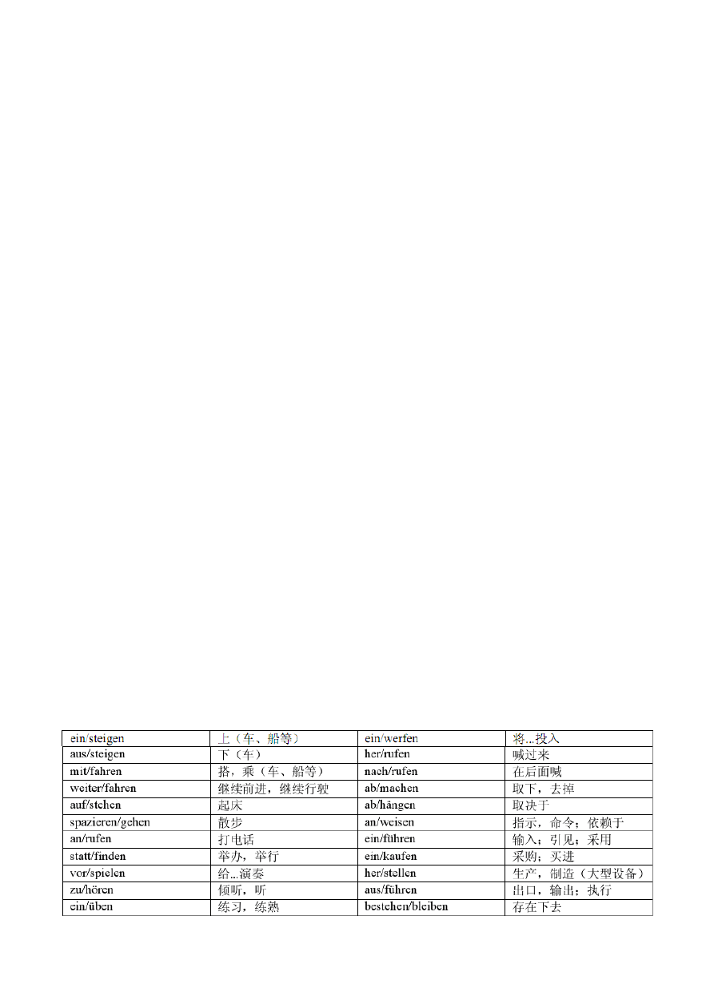 ein/steigen 上（车、船等） ein/werfen 将...投入
aus/steigen 下（车） her/rufen 喊过来
mit/fahren 搭，乘（车、船等） nach/rufen 在后面喊
weiter/fahren 继续前进，继续行驶 ab/machen 取下，去掉
auf/stehen 起床 ab/hängen 取决于
spazieren/gehen 散步 an/weisen 指示，命令；依赖于
an/rufen 打电话 ein/führen 输入；引见；采用
statt/finden 举办，举行 ein/kaufen 采购；买进
vor/spielen 给...演奏 her/stellen 生产，制造（大型设备）
zu/hören 倾听，听 aus/führen 出口，输出；执行
ein/üben 练习，练熟 bestehen/bleiben 存在下去